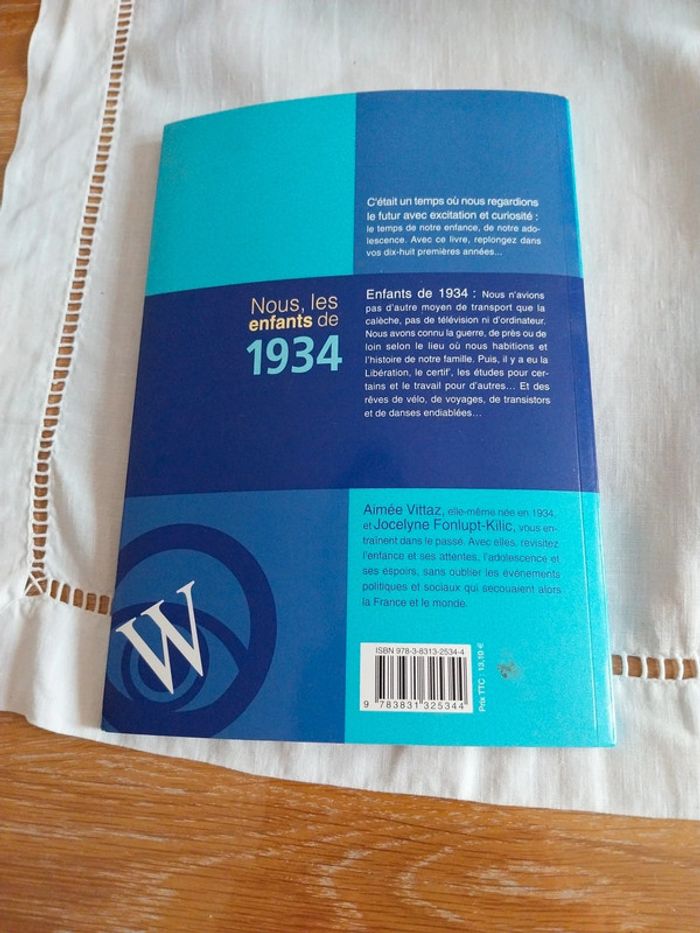 C'était un temps où nous regardions
le futur avec excitation et curiosité :
le temps de notre enfance, de notre ado-
lescence. Avec ce livre, replongez dans
vos dix-huit premières années...
Nous, les
enfants de
1934
Enfants de 1934 : Nous n'avions
pas d'autre moyen de transport que la
calèche, pas de télévision ni d'ordinateur.
Nous avons connu la guerre, de près ou de
loin selon le lieu où nous habitions et
l'histoire de notre famille. Puis, il y a eu la
Libération, le certif', les études pour cer-
tains et le travail pour d'autres... Et des
rêves de vélo, de voyages, de transistors
et de danses endiablées...
Aimée Vittaz, elle-même née en 1934,
et Jocelyne Fonlupt-Kilic, vous en-
traînent dans le passé. Avec elles, revisitez
l'enfance et ses attentes, l'adolescence et
ses espoirs, sans oublier les événements
politiques et sociaux qui secouaient alors
la France et le monde.
W
ISBN 978-3-8313-2534-4
9 783831 325344
Prix TTC : 13,10 €